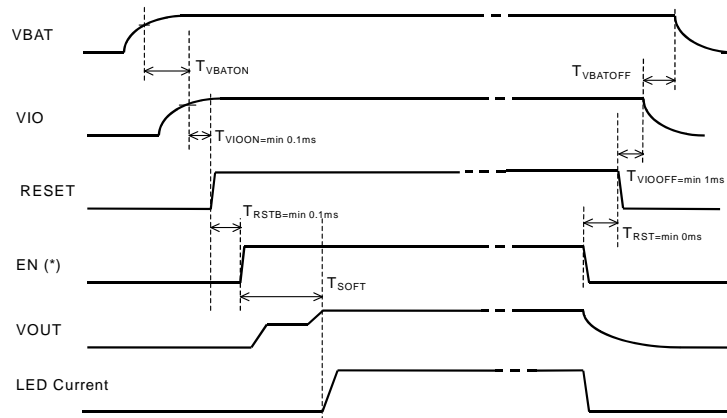 VBAT
TVBATON
TVBATOFF
VIO
TVIOON=min 0.1ms
TVIOOFF=min 1ms
RESET
TRSTB=min 0.1ms
TRST=min 0ms
EN (*)
TSOFT
VOUT
LED Current